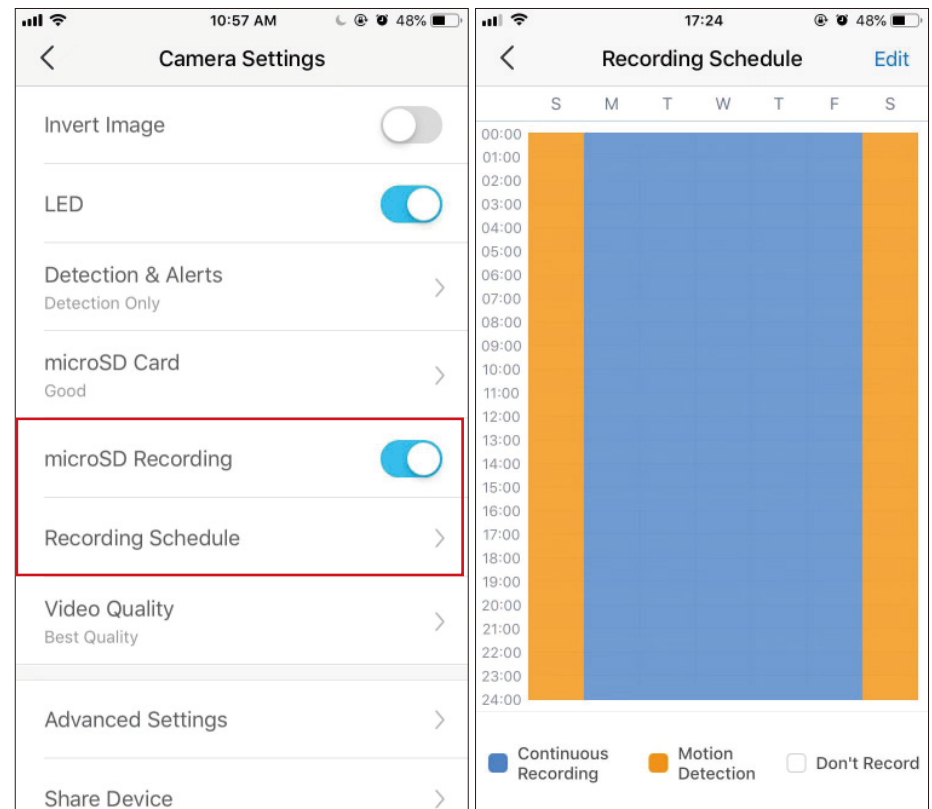 10:57 AM 48%
Camera Settings
Invert Image
LED
Detection & Alerts
Detection Only
microSD Card
Good
microSD Recording
Recording Schedule
Video Quality
Best Quality
Advanced Settings
Share Device
17:24 48%
Recording Schedule Edit
S M T W T F S
00:00
01:00
02:00
03:00
04:00
05:00
06:00
07:00
08:00
09:00
10:00
11:00
12:00
13:00
14:00
15:00
16:00
17:00
18:00
19:00
20:00
21:00
22:00
23:00
24:00
Continuous
Recording
Motion
Detection
Don't Record